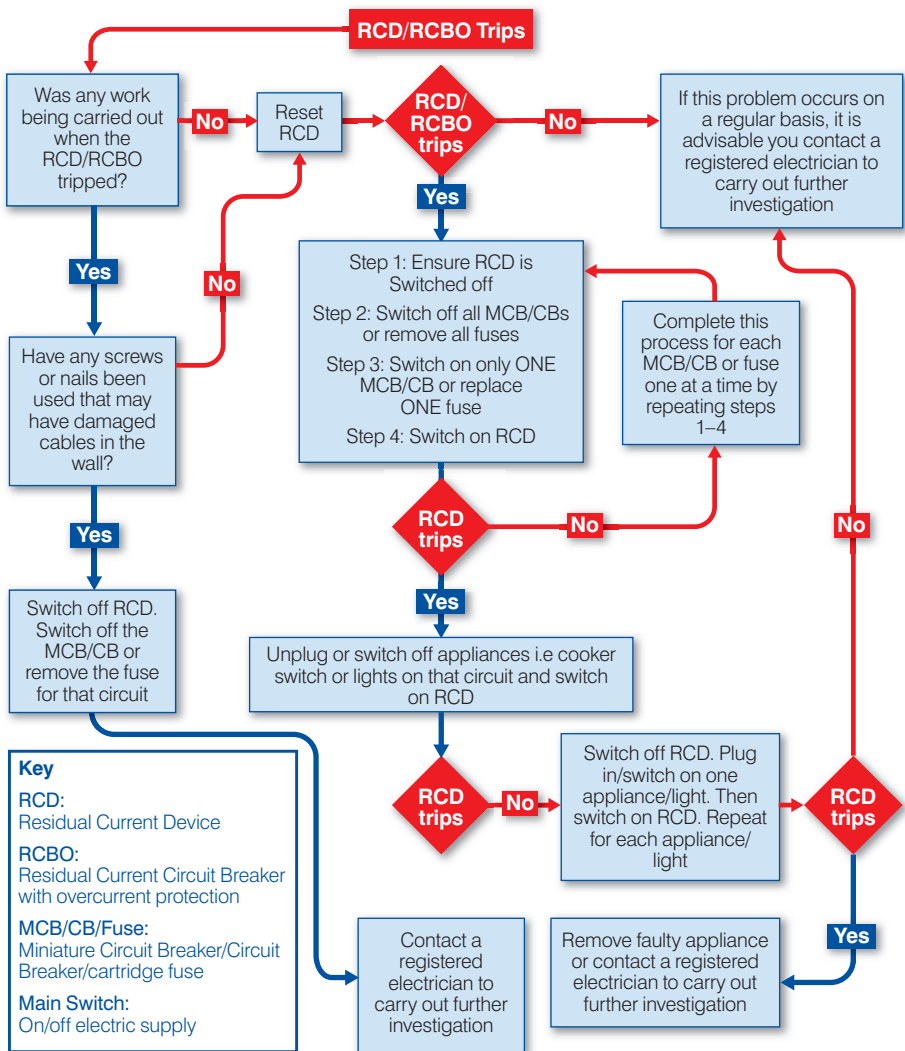 RCD/RCBO Trips
Was any work
being carried out
when the
RCD/RCBO
tripped?
No
Reset
RCD
RCD/
RCBO
trips
No
If this problem occurs on
a regular basis, it is
advisable you contact a
registered electrician to
carry out further
investigation
Yes
Yes
No
Step 1: Ensure RCD is
Switched off
Step 2: Switch off all MCB/CBs
or remove all fuses
Step 3: Switch on only ONE
MCB/CB or replace
ONE fuse
Step 4: Switch on RCD
Complete this
process for each
MCB/CB or fuse
one at a time by
repeating steps
1–4
Have any screws
or nails been
used that may
have damaged
cables in the
wall?
RCD
trips
No
No
Yes
Yes
Switch off RCD.
Switch off the
MCB/CB or
remove the fuse
for that circuit
Unplug or switch off appliances i.e cooker
switch or lights on that circuit and switch
on RCD
RCD
trips
No
Switch off RCD. Plug
in/switch on one
appliance/light. Then
switch on RCD. Repeat
for each appliance/
light
RCD
trips
Key
RCD:
Residual Current Device
RCBO:
Residual Current Circuit Breaker
with overcurrent protection
MCB/CB/Fuse:
Miniature Circuit Breaker/Circuit
Breaker/cartridge fuse
Main Switch:
On/off electric supply
Contact a
registered
electrician to
carry out further
investigation
Remove faulty appliance
or contact a registered
electrician to carry out
further investigation
Yes